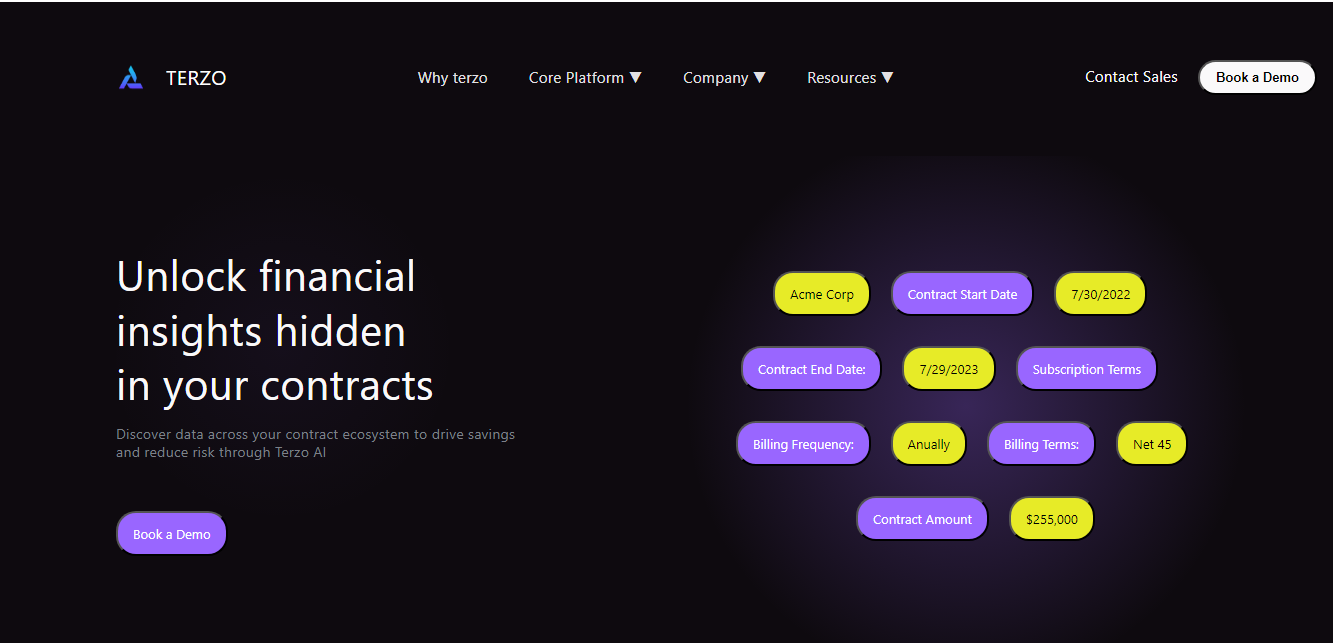 TERZO Why terzo Core Platform ▼ Company ▼ Resources ▼ Contact Sales Book a Demo
Unlock financial
insights hidden
in your contracts
Discover data across your contract ecosystem to drive savings
and reduce risk through Terzo AI
Book a Demo
Acme Corp Contract Start Date 7/30/2022
Contract End Date: 7/29/2023 Subscription Terms
Billing Frequency: Anually Billing Terms: Net 45
Contract Amount $255,000